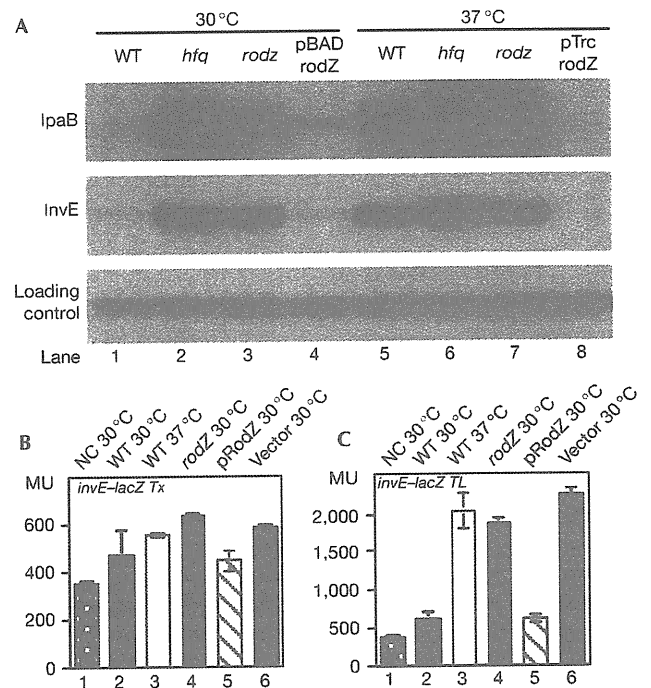 A
30 °C 37 °C
WT hfq rodz pBAD rodZ WT hfq rodz pTrc rodZ
IpaB
InvE
Loading control
Lane 1 2 3 4 5 6 7 8
B
NC 30 °C WT 30 °C WT 37 °C rodZ 30 °C pRodZ 30 °C Vector 30 °C
MU
invE–lacZ Tx
600
400
200
0
1 2 3 4 5 6
C
NC 30 °C WT 30 °C WT 37 °C rodZ 30 °C pRodZ 30 °C Vector 30 °C
MU
invE–lacZ TL
2,000
1,500
1,000
500
0
1 2 3 4 5 6